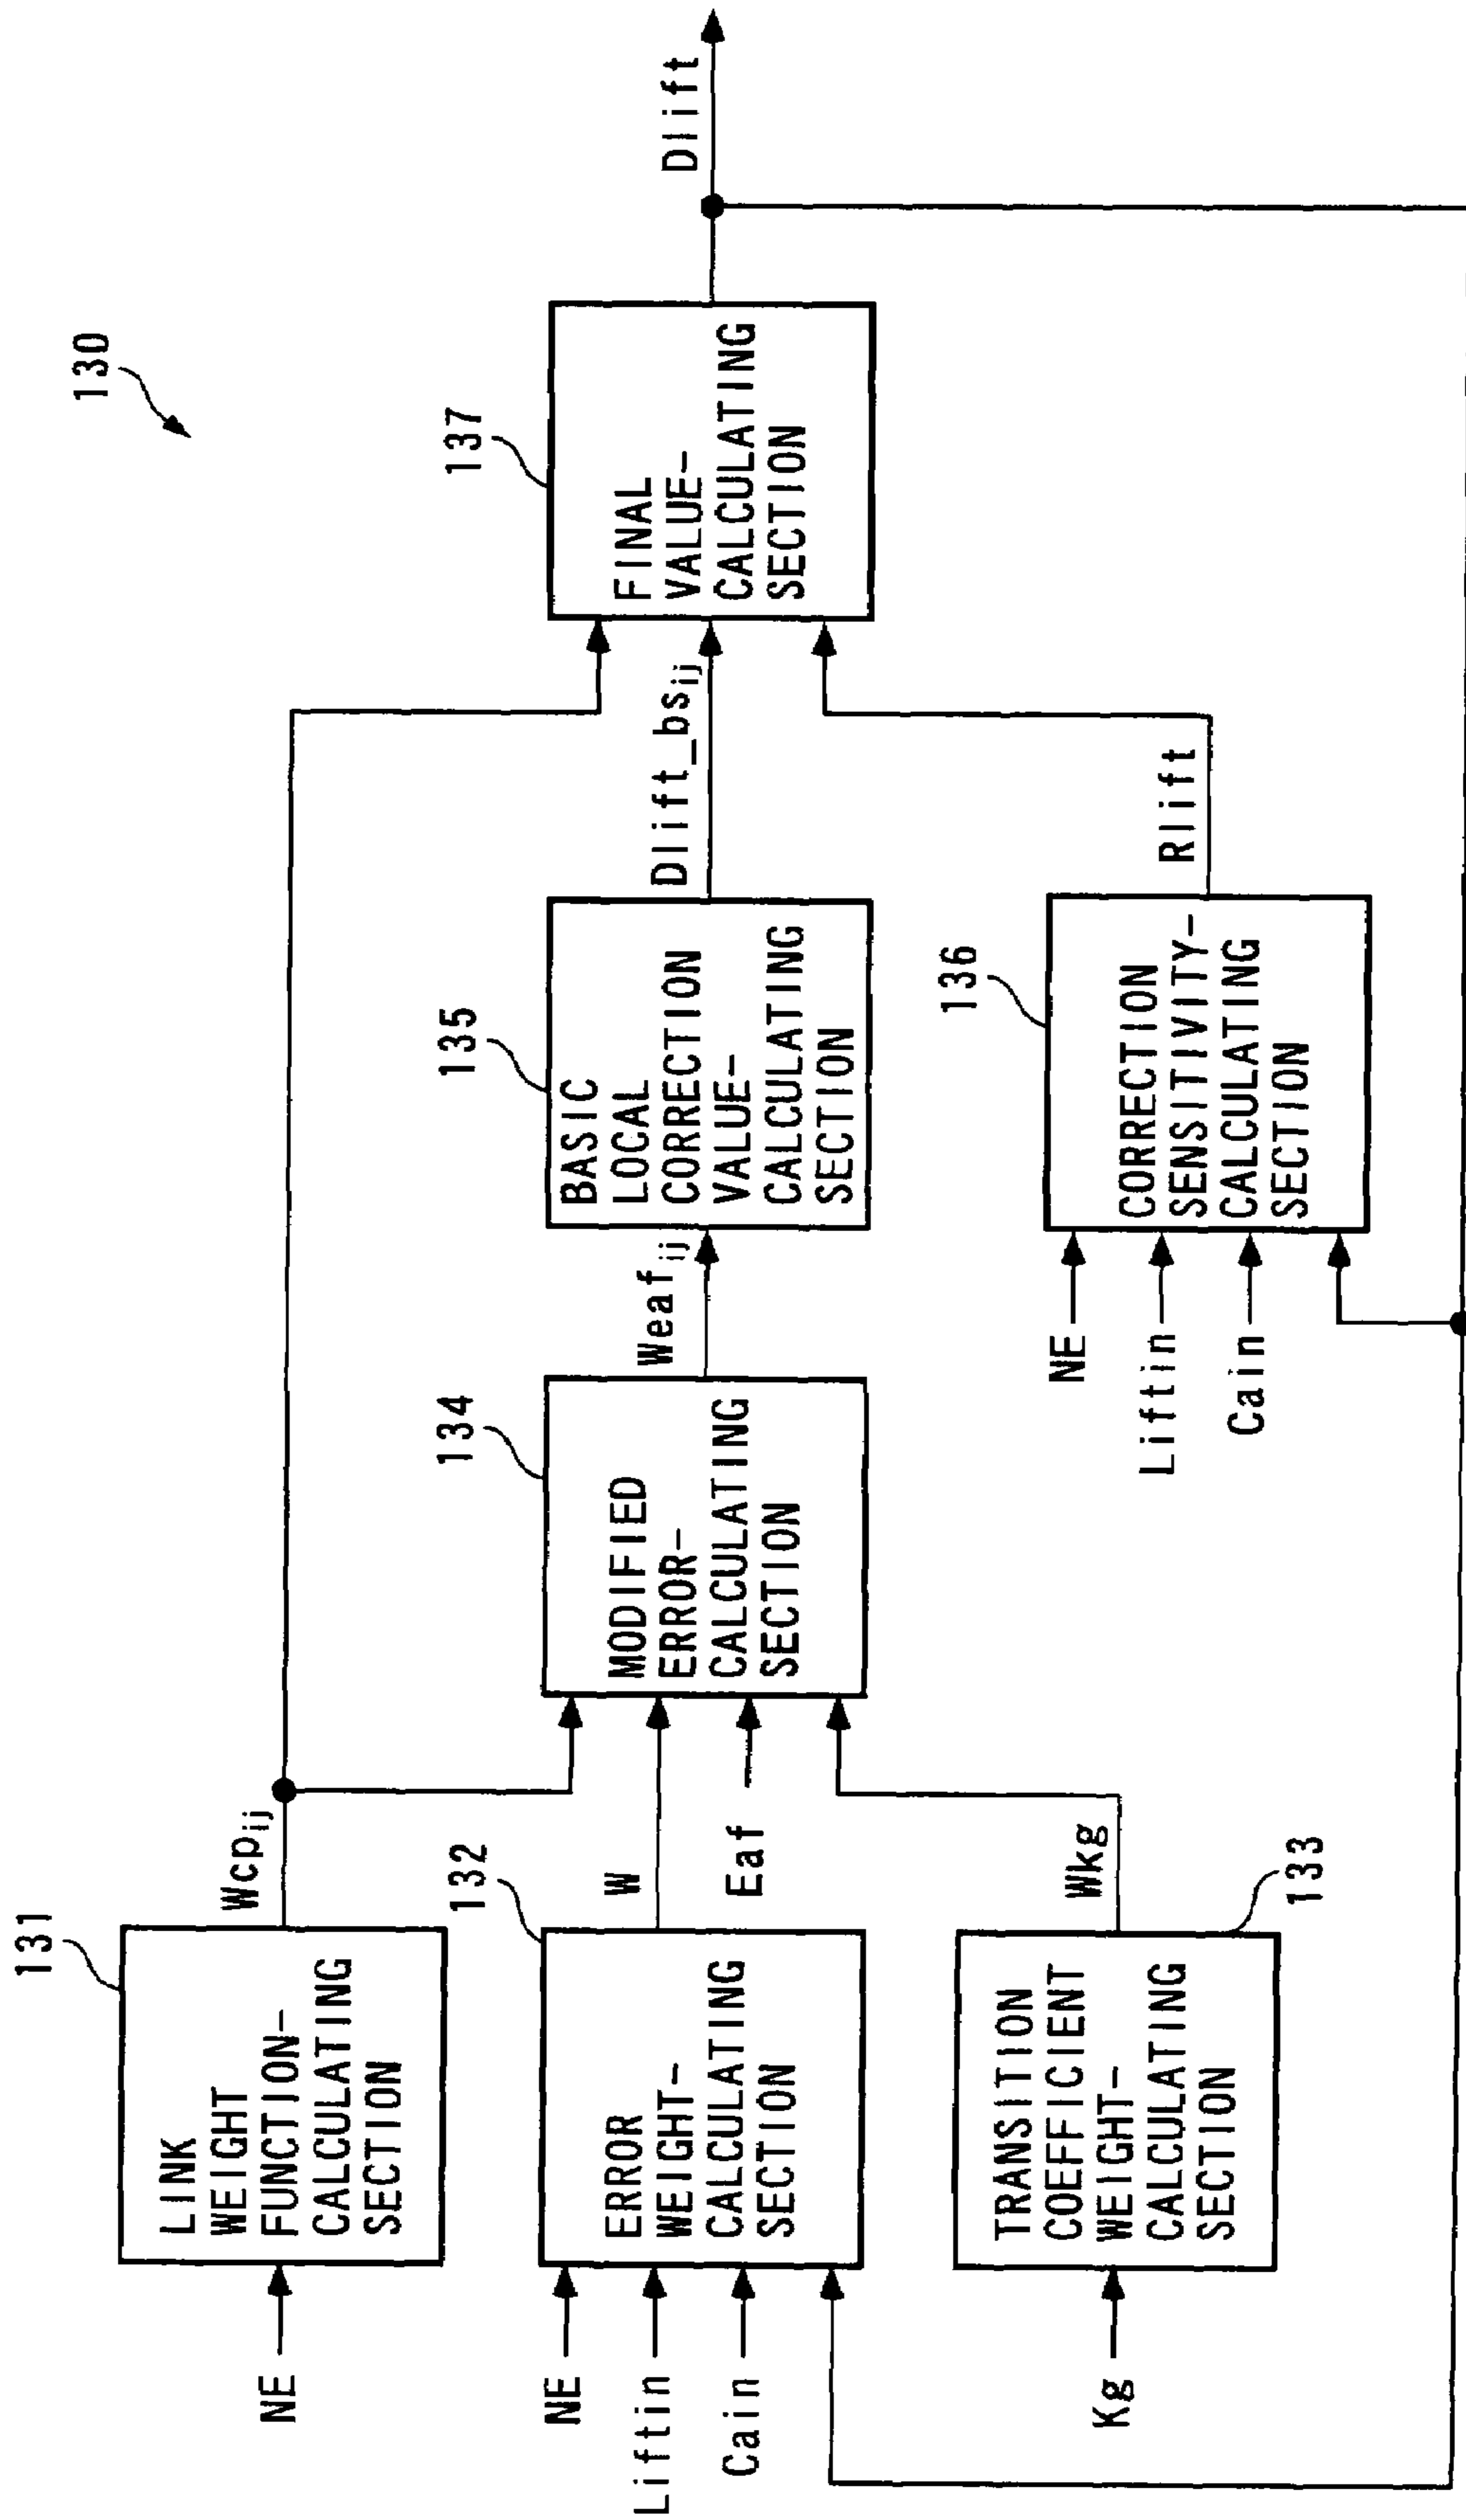 130
131
LINK
WEIGHT
FUNCTION-
CALCULATING
SECTION
NE
Wcpij
132
ERROR
WEIGHT-
CALCULATING
SECTION
NE
Liftin
Cain
W
Eaf
133
TRANSITION
COEFFICIENT
WEIGHT-
CALCULATING
SECTION
Kg
Wkg
134
MODIFIED
ERROR-
CALCULATING
SECTION
Weafij
135
BASIC
LOCAL
CORRECTION
VALUE-
CALCULATING
SECTION
Dlift_bsij
136
CORRECTION
SENSITIVITY-
CALCULATING
SECTION
NE
Liftin
Cain
Rlift
137
FINAL
VALUE-
CALCULATING
SECTION
Dlift